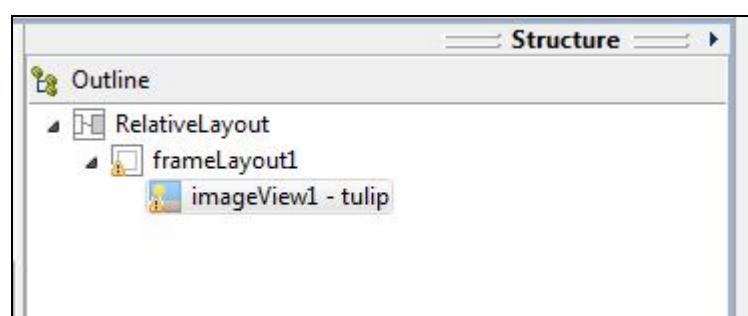 Structure
Outline
RelativeLayout
frameLayout1
imageView1 - tulip